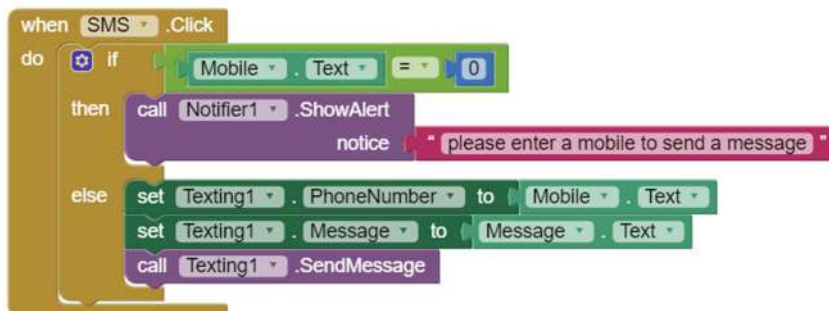 when SMS .Click
do if Mobile . Text = 0
then call Notifier1 .ShowAlert
notice " please enter a mobile to send a message "
else set Texting1 . PhoneNumber to Mobile . Text
set Texting1 . Message to Message . Text
call Texting1 .SendMessage